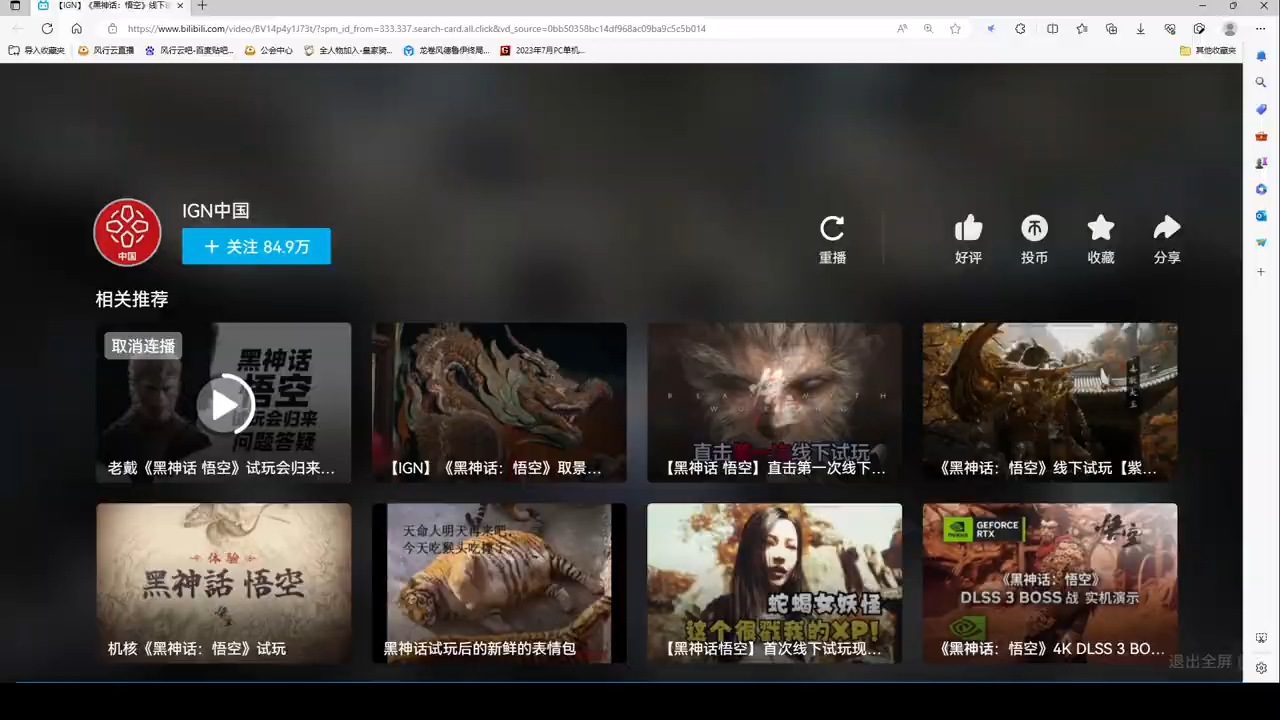 【IGN】《黑神话：悟空》线下
https://www.bilibili.com/video/BV14p4y1J73t/?spm_id_from=333.337.search-card.all.click&vd_source=0bb50358bc14df968ac09ba9c5c5b014
导入收藏夹 风行云直播 风行云吧-百度贴吧... 公会中心 全人物加入-皇家骑... 龙卷风德鲁伊终局... 2023年7月PC单机... 其他收藏夹
IGN中国
中国
+ 关注 84.9万
重播 好评 投币 收藏 分享
相关推荐
取消连播
黑神话
悟空
试玩会归来
问题答疑
老戴《黑神话 悟空》试玩会归来...
【IGN】《黑神话：悟空》取景...
直击第一次线下试玩
【黑神话 悟空】直击第一次线下...
《黑神话：悟空》线下试玩【紫...
体验
黑神話 悟空
机核《黑神话：悟空》试玩
天命人明天再来吧，
今天吃猴头吃撑了
黑神话试玩后的新鲜的表情包
蛇蝎女妖怪
这个很戳我的XP!
【黑神话悟空】首次线下试玩现...
NVIDIA GEFORCE RTX
《黑神话：悟空》
DLSS 3 BOSS 战 实机演示
《黑神话：悟空》4K DLSS 3 BO...
退出全屏